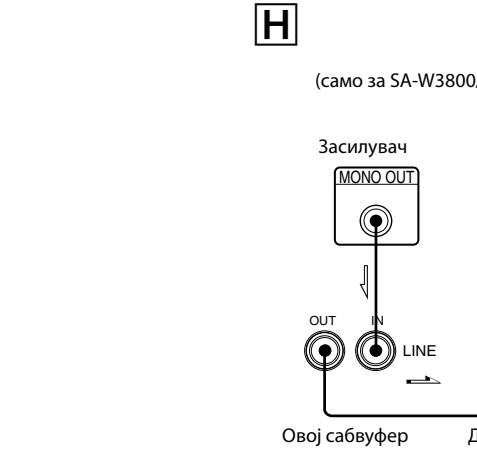 H
(само за SA-W3800
Засилувач
MONO OUT
OUT IN
LINE
Овој сабвуфер